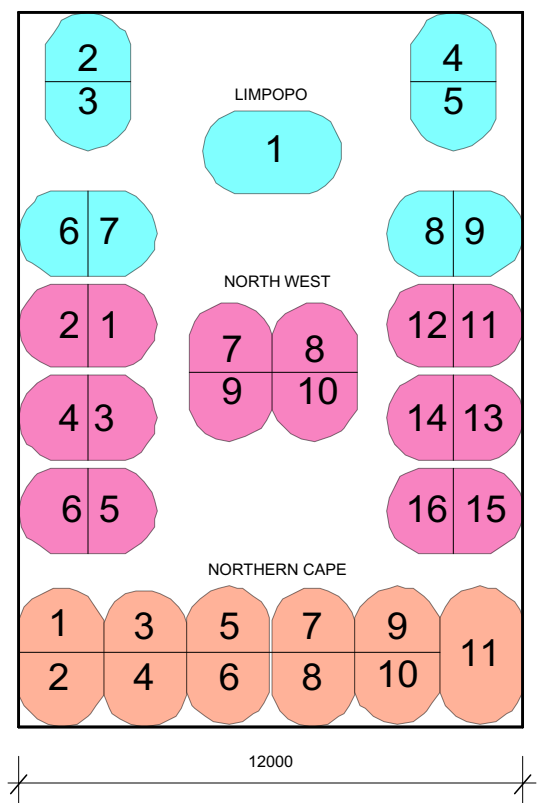 2 4
3 5
LIMPOPO
1
6 7 8 9
NORTH WEST
2 1 12 11
7 8
9 10
4 3 14 13
6 5 16 15
NORTHERN CAPE
1 3 5 7 9
11
2 4 6 8 10
12000